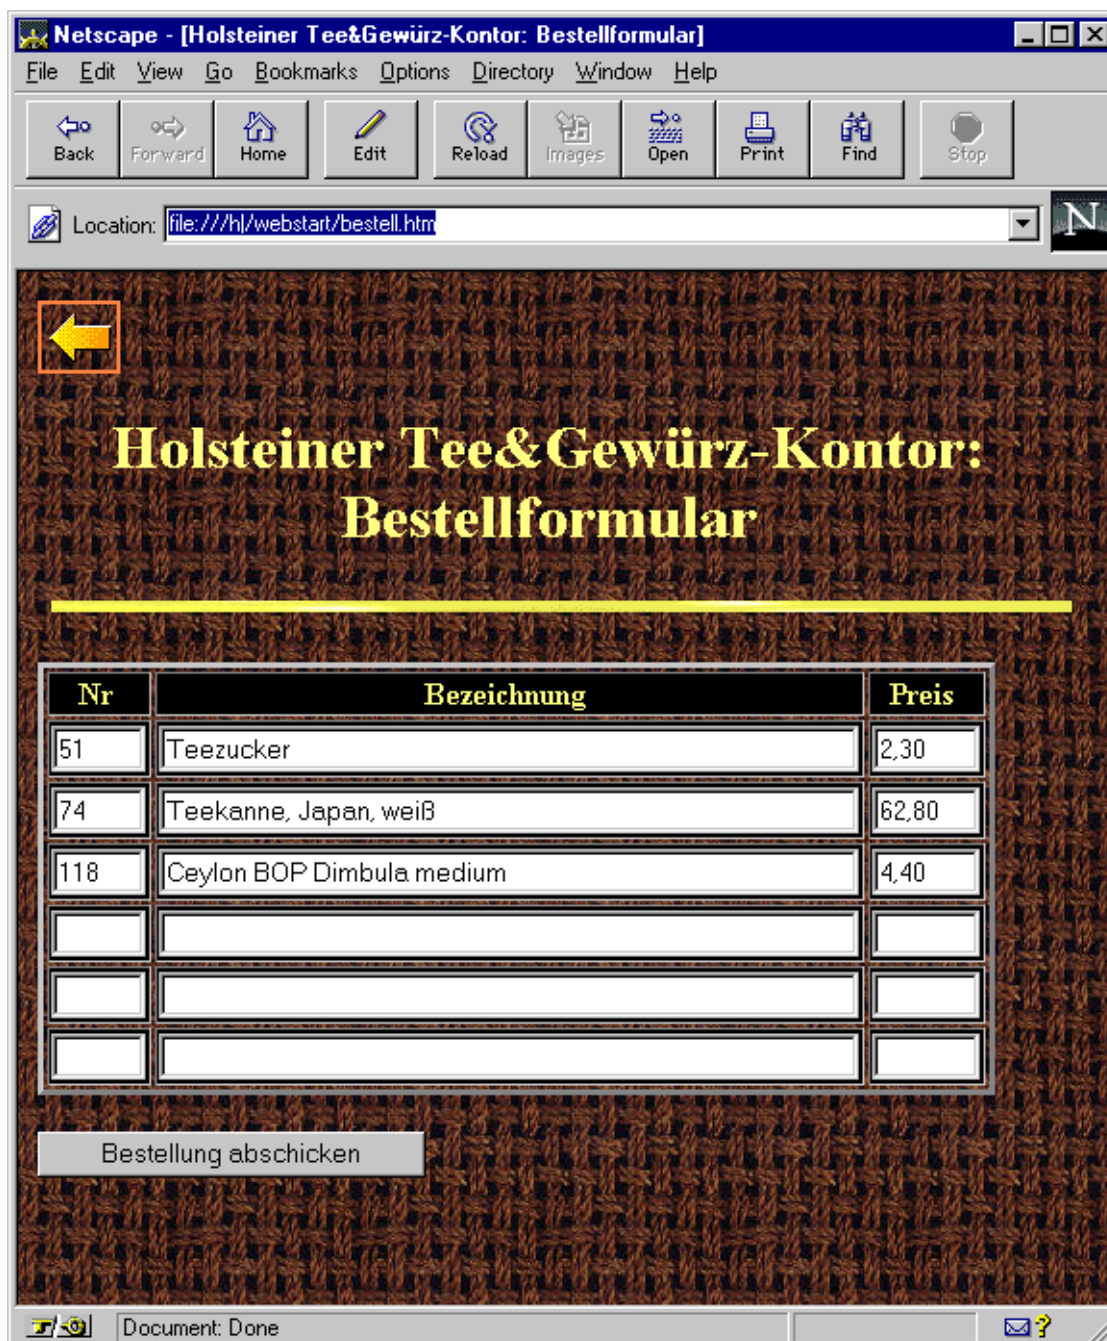 Netscape - [Holsteiner Tee&Gewürz-Kontor: Bestellformular]
File Edit View Go Bookmarks Options Directory Window Help
Back Forward Home Edit Reload Images Open Print Find Stop
Location: file:///h|/webstart/bestell.htm
N
Holsteiner Tee&Gewürz-Kontor:
Bestellformular
Nr Bezeichnung Preis
51 Teezucker 2,30
74 Teekanne, Japan, weiß 62,80
118 Ceylon BOP Dimbula medium 4,40
Bestellung abschicken
Document: Done